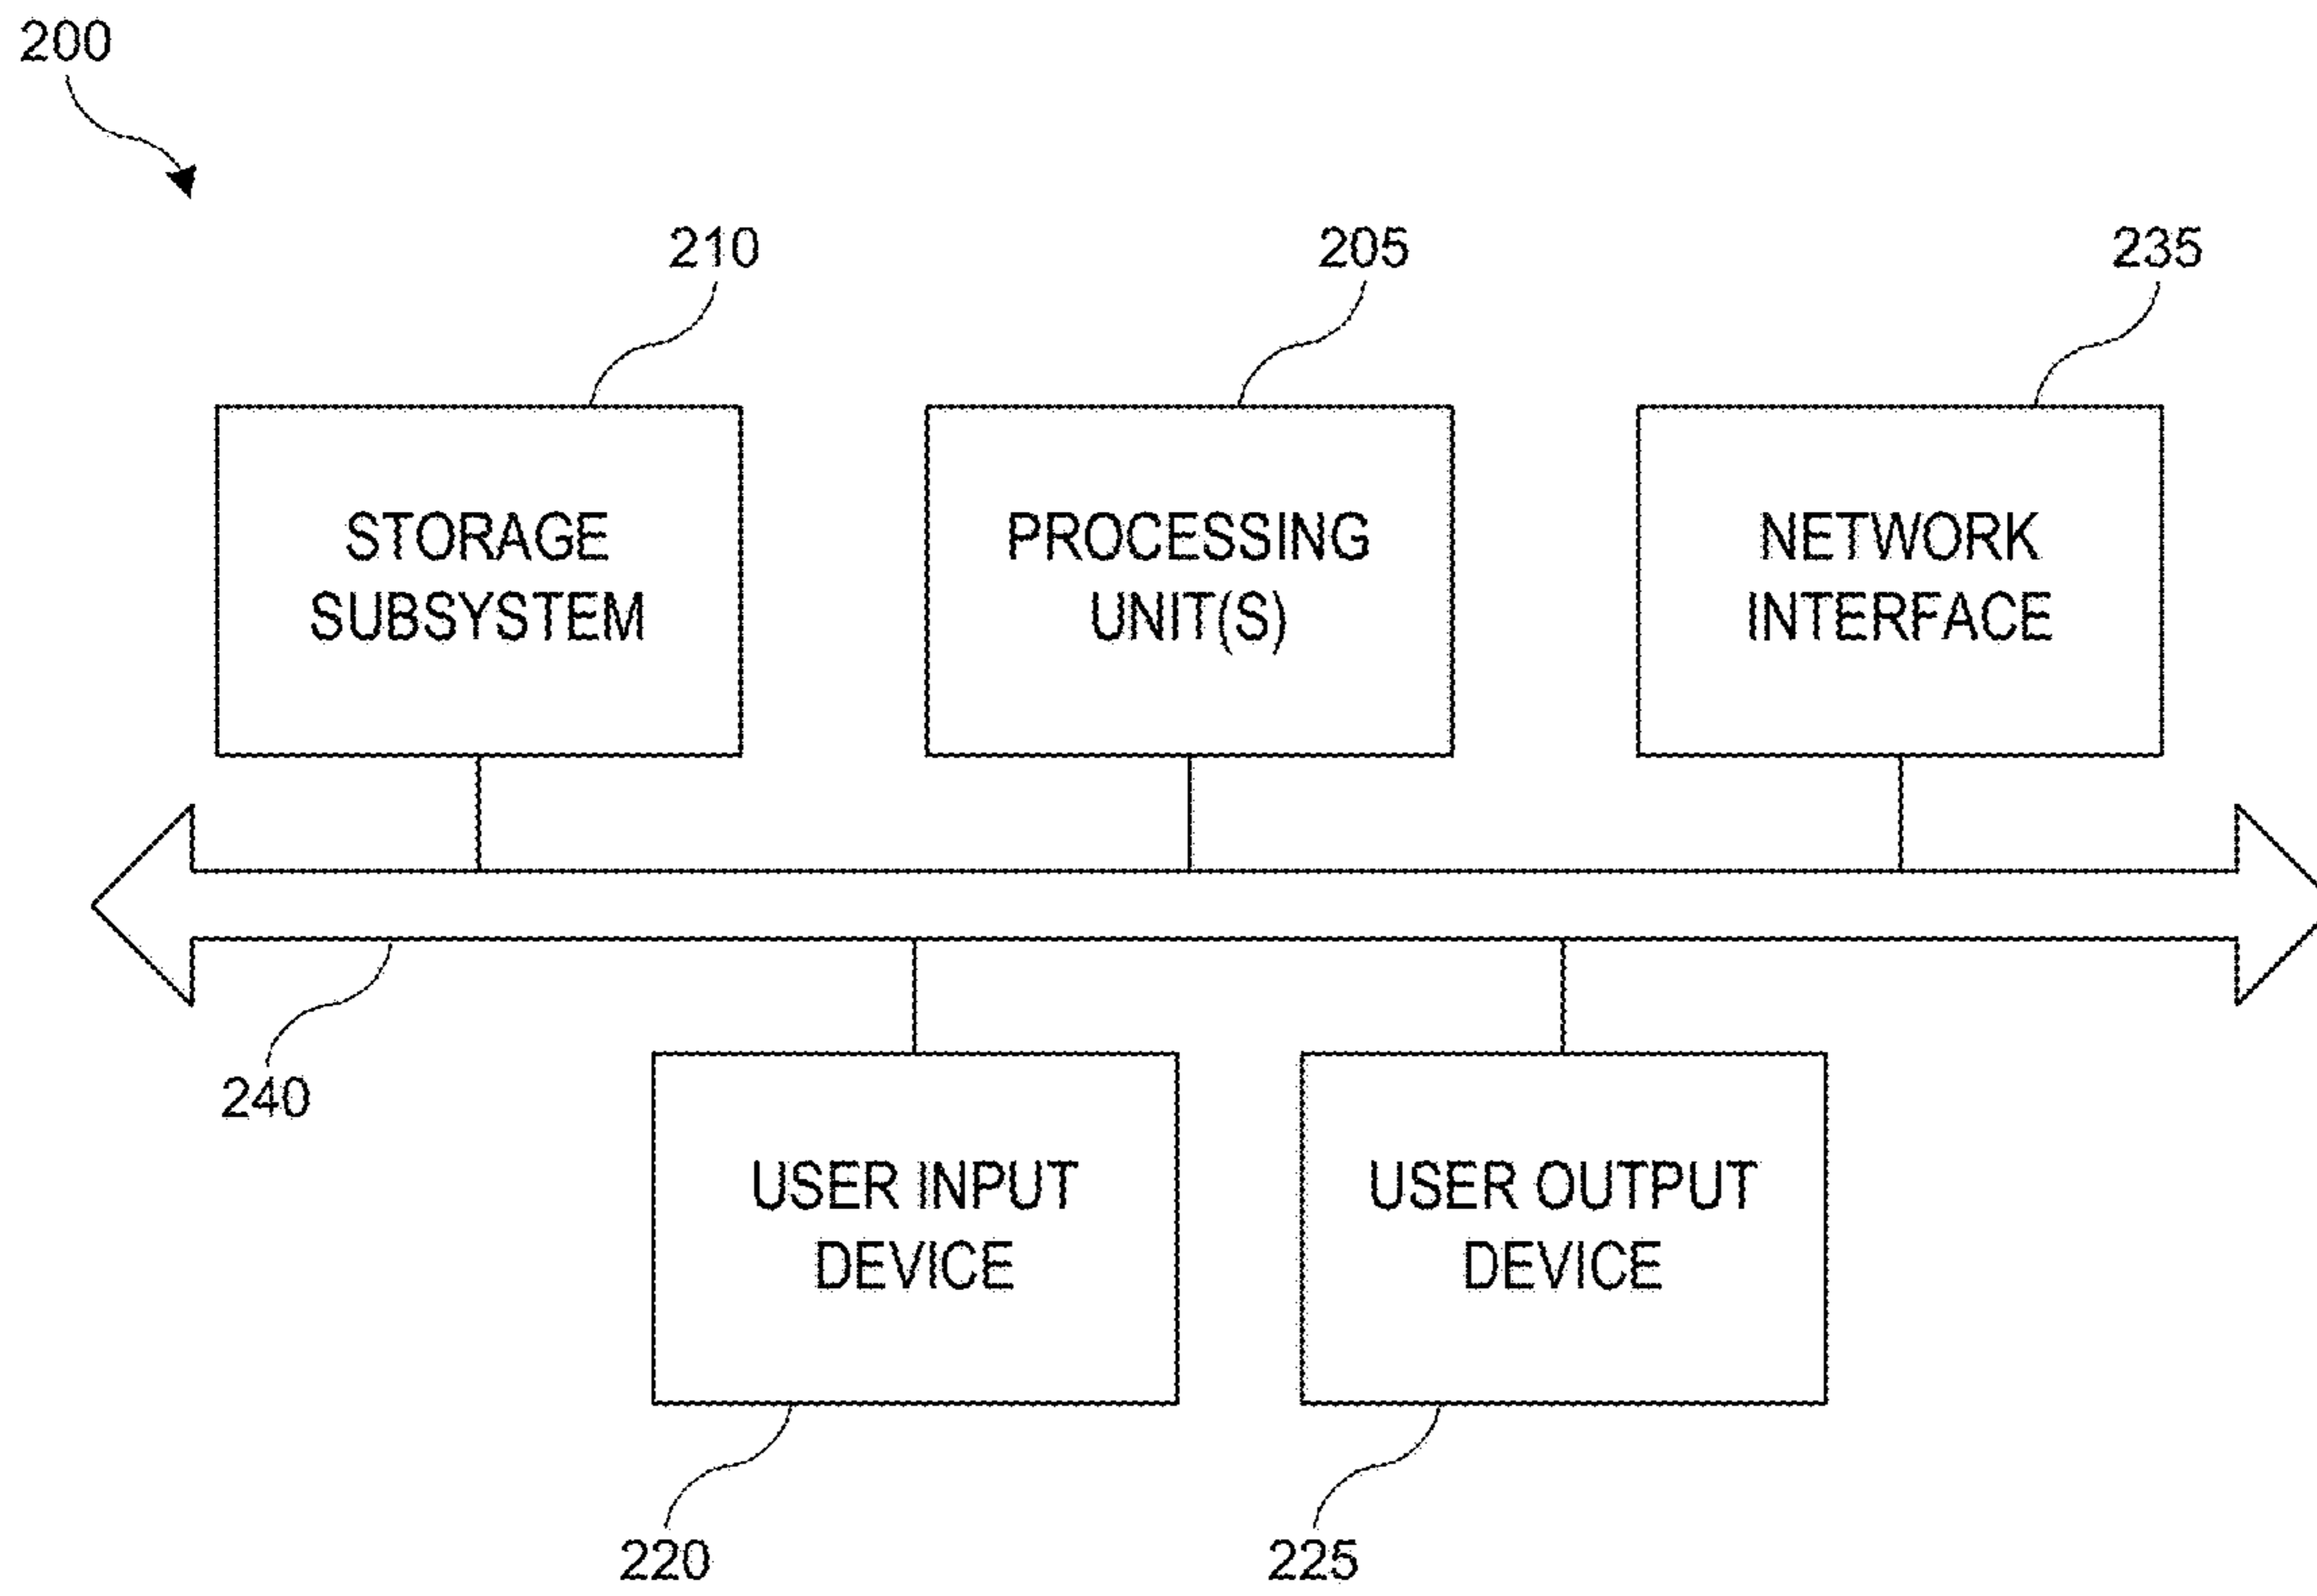 200
210
205
235
STORAGE
SUBSYSTEM
PROCESSING
UNIT(S)
NETWORK
INTERFACE
240
USER INPUT
DEVICE
USER OUTPUT
DEVICE
220
225